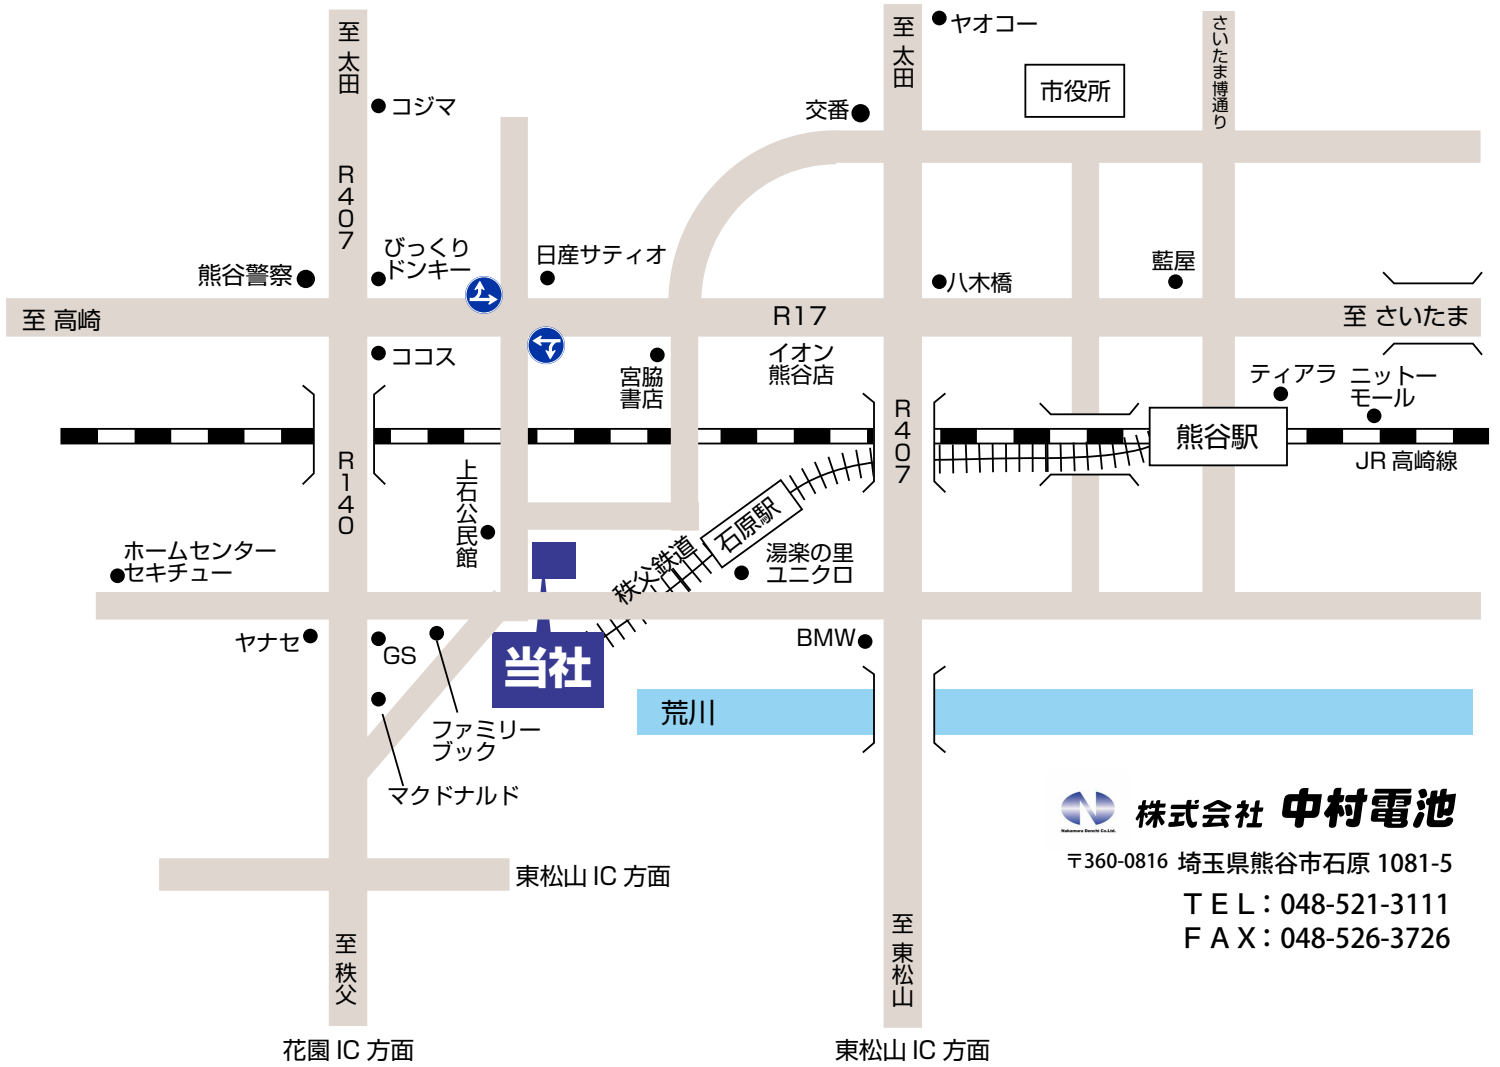 至 太田
コジマ
R407
熊谷警察
びっくり
ドンキー
日産サティオ
交番
至 太田
ヤオコー
市役所
さいたま博通り
八木橋
藍屋
至 高崎
R17
至 さいたま
ココス
宮脇
書店
イオン
熊谷店
R407
ティアラ
ニットー
モール
熊谷駅
JR 高崎線
R140
上石公民館
石原駅
秩父鉄道
湯楽の里
ユニクロ
ホームセンター
セキチュー
ヤナセ
GS
当社
BMW
荒川
ファミリー
ブック
マクドナルド
東松山 IC 方面
至 秩父
花園 IC 方面
至 東松山
東松山 IC 方面
N
Nakamura Denchi Co.Ltd.
株式会社 中村電池
〒360-0816 埼玉県熊谷市石原 1081-5
ＴＥＬ：048-521-3111
ＦＡＸ：048-526-3726